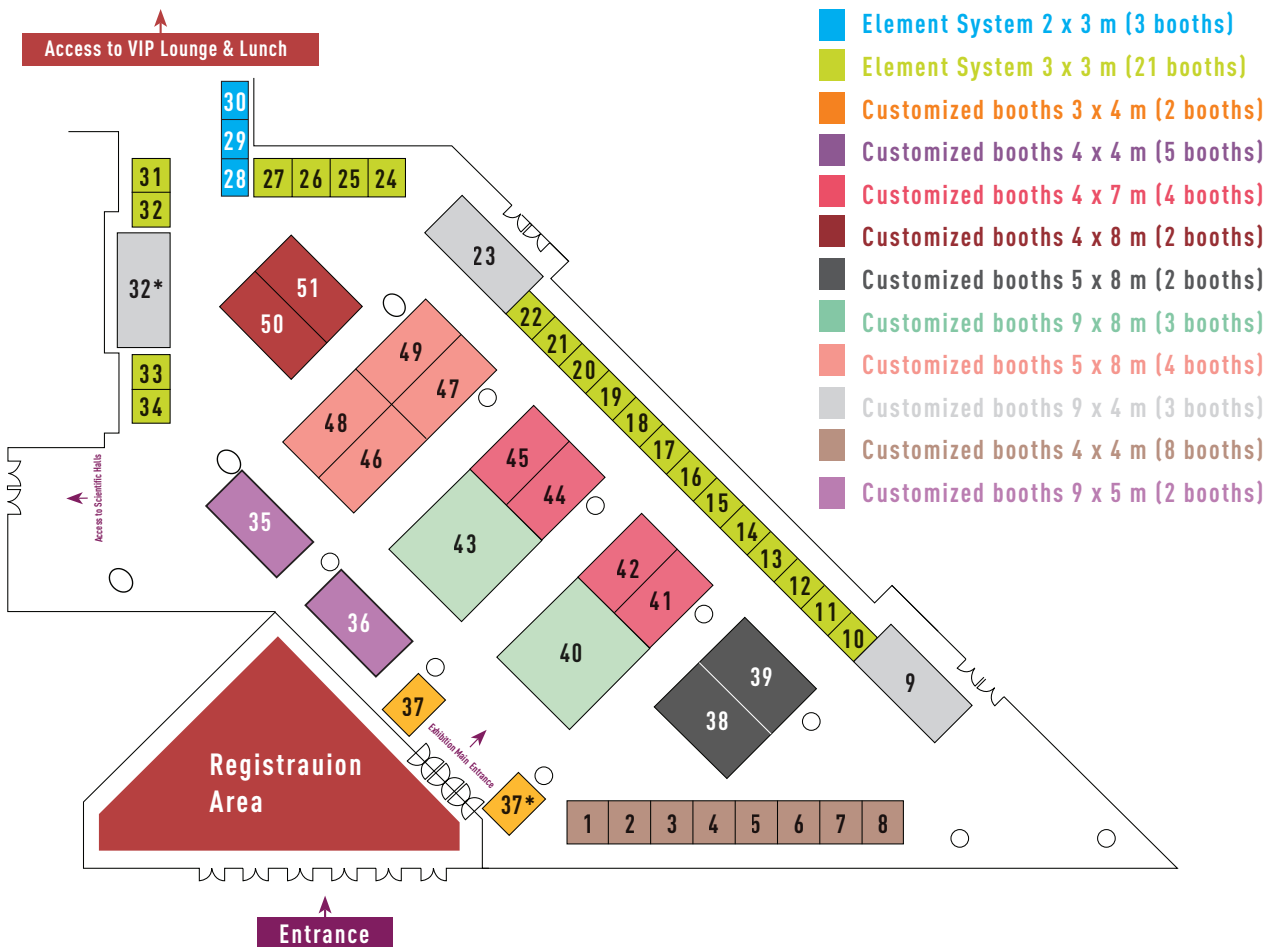 Access to VIP Lounge & Lunch
Element System 2 x 3 m (3 booths)
Element System 3 x 3 m (21 booths)
Customized booths 3 x 4 m (2 booths)
Customized booths 4 x 4 m (5 booths)
Customized booths 4 x 7 m (4 booths)
Customized booths 4 x 8 m (2 booths)
Customized booths 5 x 8 m (2 booths)
Customized booths 9 x 8 m (3 booths)
Customized booths 5 x 8 m (4 booths)
Customized booths 9 x 4 m (3 booths)
Customized booths 4 x 4 m (8 booths)
Customized booths 9 x 5 m (2 booths)
30
29
28
27 26 25 24
31
32
32*
33
34
23
22
21
20
19
18
17
16
15
14
13
12
11
10
9
51
50
49
47
48
46
45
44
43
42
41
40
39
38
35
36
37
37*
Access to Scientific Halls
Exhibition Main Entrance
Registrauion
Area
1 2 3 4 5 6 7 8
Entrance